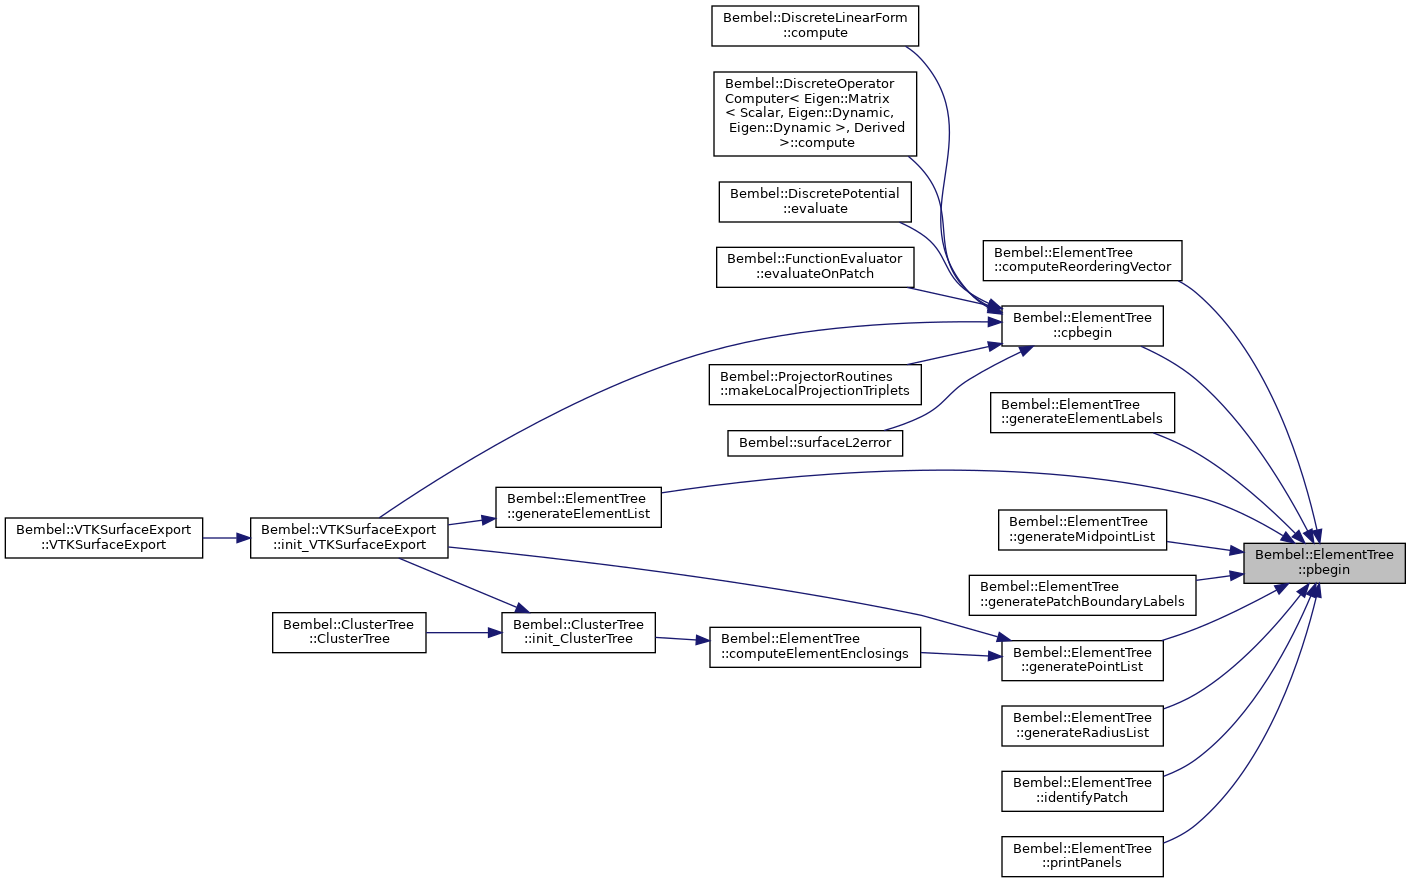 Bembel::DiscreteLinearForm
::compute
Bembel::DiscreteOperator
Computer< Eigen::Matrix
< Scalar, Eigen::Dynamic,
Eigen::Dynamic >, Derived
>::compute
Bembel::DiscretePotential
::evaluate
Bembel::FunctionEvaluator
::evaluateOnPatch
Bembel::ElementTree
::computeReorderingVector
Bembel::ElementTree
::cpbegin
Bembel::ProjectorRoutines
::makeLocalProjectionTriplets
Bembel::ElementTree
::generateElementLabels
Bembel::surfaceL2error
Bembel::ElementTree
::generateElementList
Bembel::VTKSurfaceExport
::VTKSurfaceExport
Bembel::VTKSurfaceExport
::init_VTKSurfaceExport
Bembel::ElementTree
::generateMidpointList
Bembel::ElementTree
::pbegin
Bembel::ElementTree
::generatePatchBoundaryLabels
Bembel::ClusterTree
::ClusterTree
Bembel::ClusterTree
::init_ClusterTree
Bembel::ElementTree
::computeElementEnclosings
Bembel::ElementTree
::generatePointList
Bembel::ElementTree
::generateRadiusList
Bembel::ElementTree
::identifyPatch
Bembel::ElementTree
::printPanels